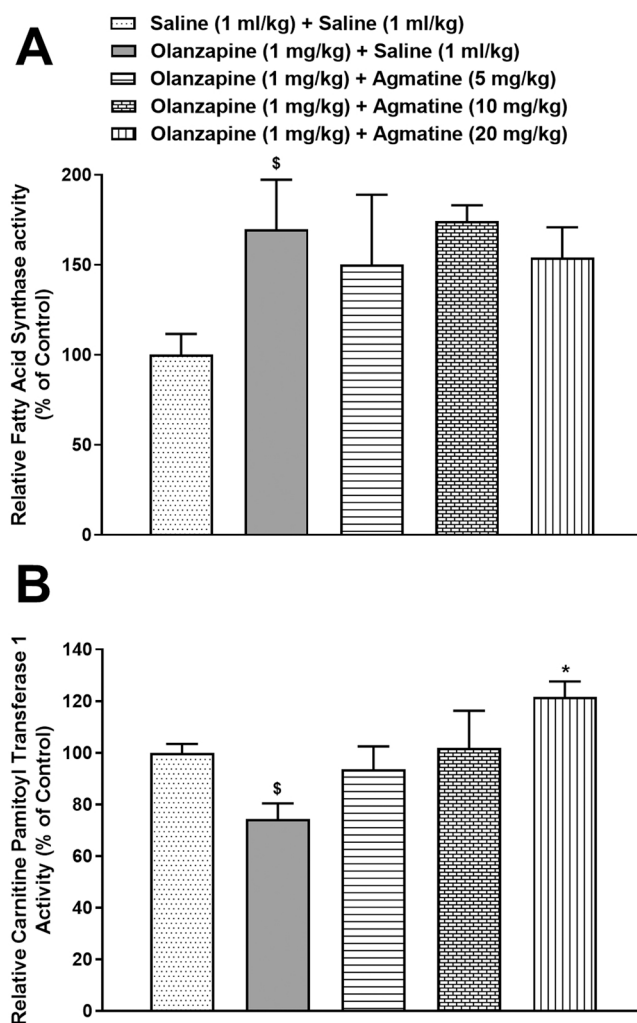 A
Saline (1 ml/kg) + Saline (1 ml/kg)
Olanzapine (1 mg/kg) + Saline (1 ml/kg)
Olanzapine (1 mg/kg) + Agmatine (5 mg/kg)
Olanzapine (1 mg/kg) + Agmatine (10 mg/kg)
Olanzapine (1 mg/kg) + Agmatine (20 mg/kg)
Relative Fatty Acid Synthase activity
(% of Control)
200
150
100
50
0
$
B
Relative Carnitine Pamitoyl Transferase 1
Activity (% of Control)
140
120
100
80
60
40
20
0
$
*